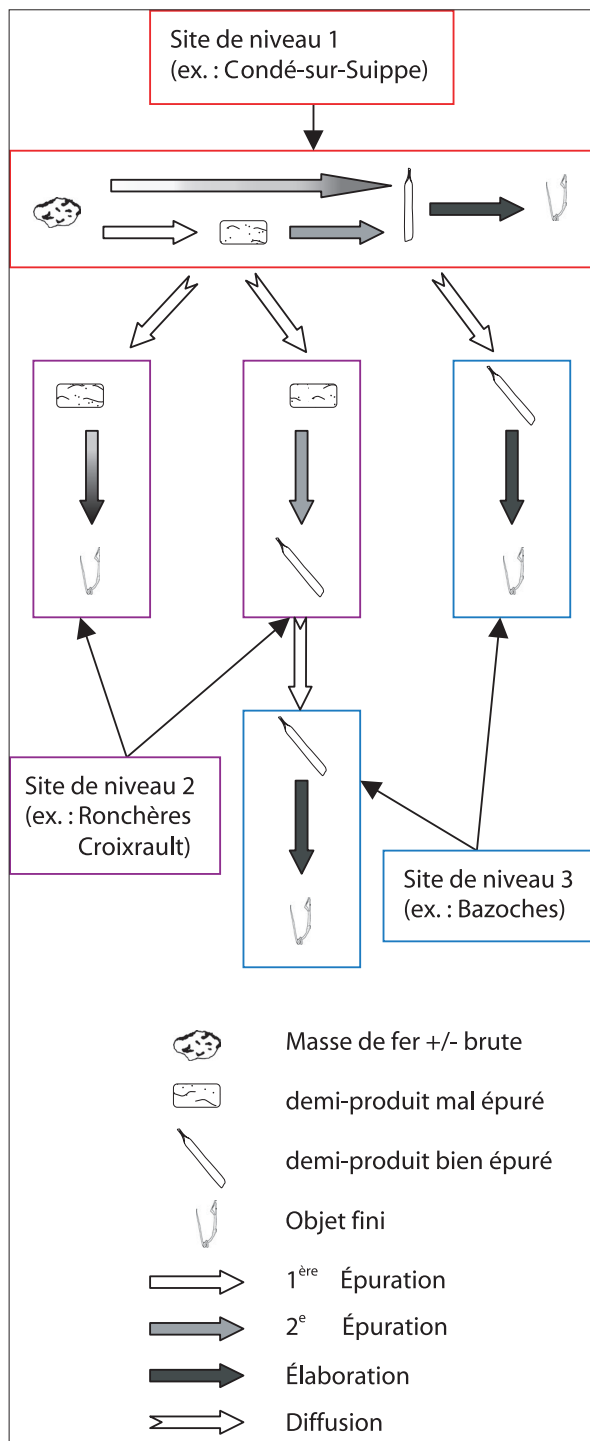 Site de niveau 1
(ex. : Condé-sur-Suippe)
Site de niveau 2
(ex. : Ronchères
Croixrault)
Site de niveau 3
(ex. : Bazoches)
Masse de fer +/- brute
demi-produit mal épuré
demi-produit bien épuré
Objet fini
1ère Épuration
2e Épuration
Élaboration
Diffusion